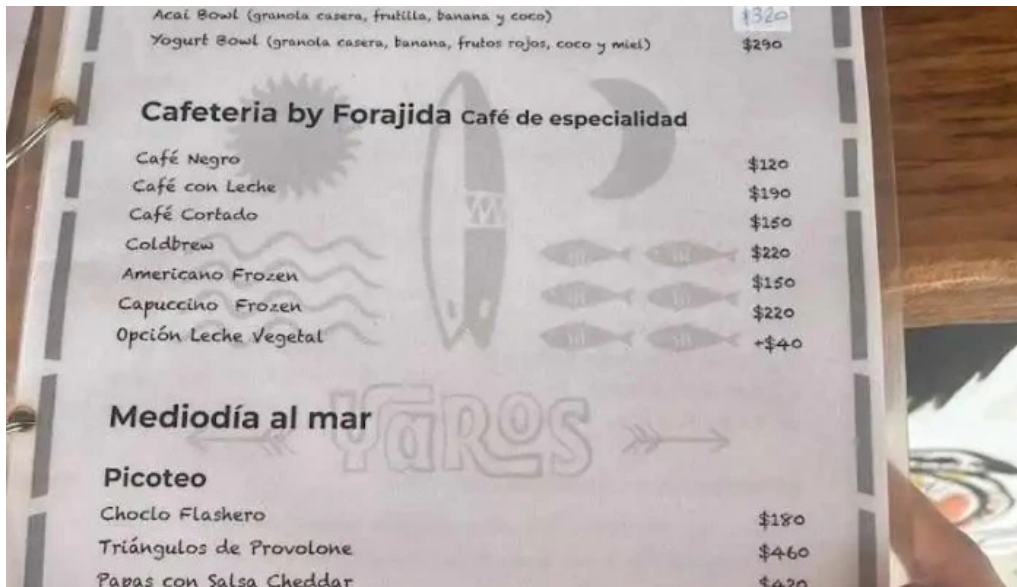 Acaí Bowl (granola casera, frutilla, banana y coco) $320
Yogurt Bowl (granola casera, banana, frutos rojos, coco y miel) $290
Cafeteria by Forajida Café de especialidad
Café Negro $120
Café con Leche $190
Café Cortado $150
Coldbrew $220
Americano Frozen $150
Capuccino Frozen $220
Opción Leche Vegetal +$40
YaROS
Mediodía al mar
Picoteo
Choclo Flashero $180
Triángulos de Provolone $460
Papas con Salsa Cheddar $420